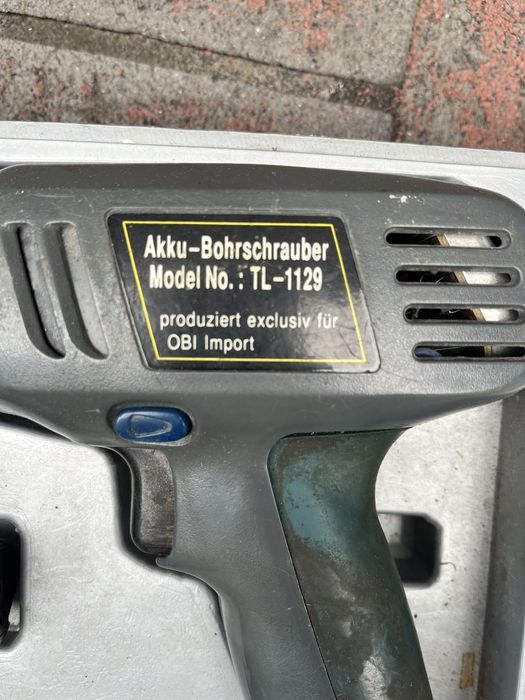 Akku-Bohrschrauber
Model No.: TL-1129
produziert exclusiv für
OBI Import